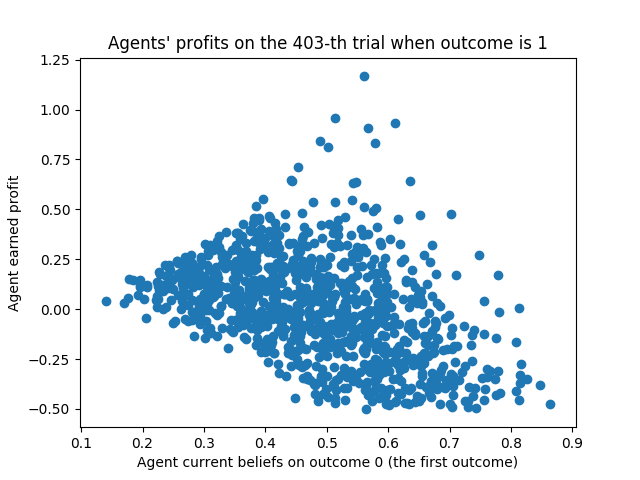 Agents' profits on the 403-th trial when outcome is 1
1.25
1.00
0.75
0.50
0.25
0.00
−0.25
−0.50
Agent earned profit
0.1 0.2 0.3 0.4 0.5 0.6 0.7 0.8 0.9
Agent current beliefs on outcome 0 (the first outcome)